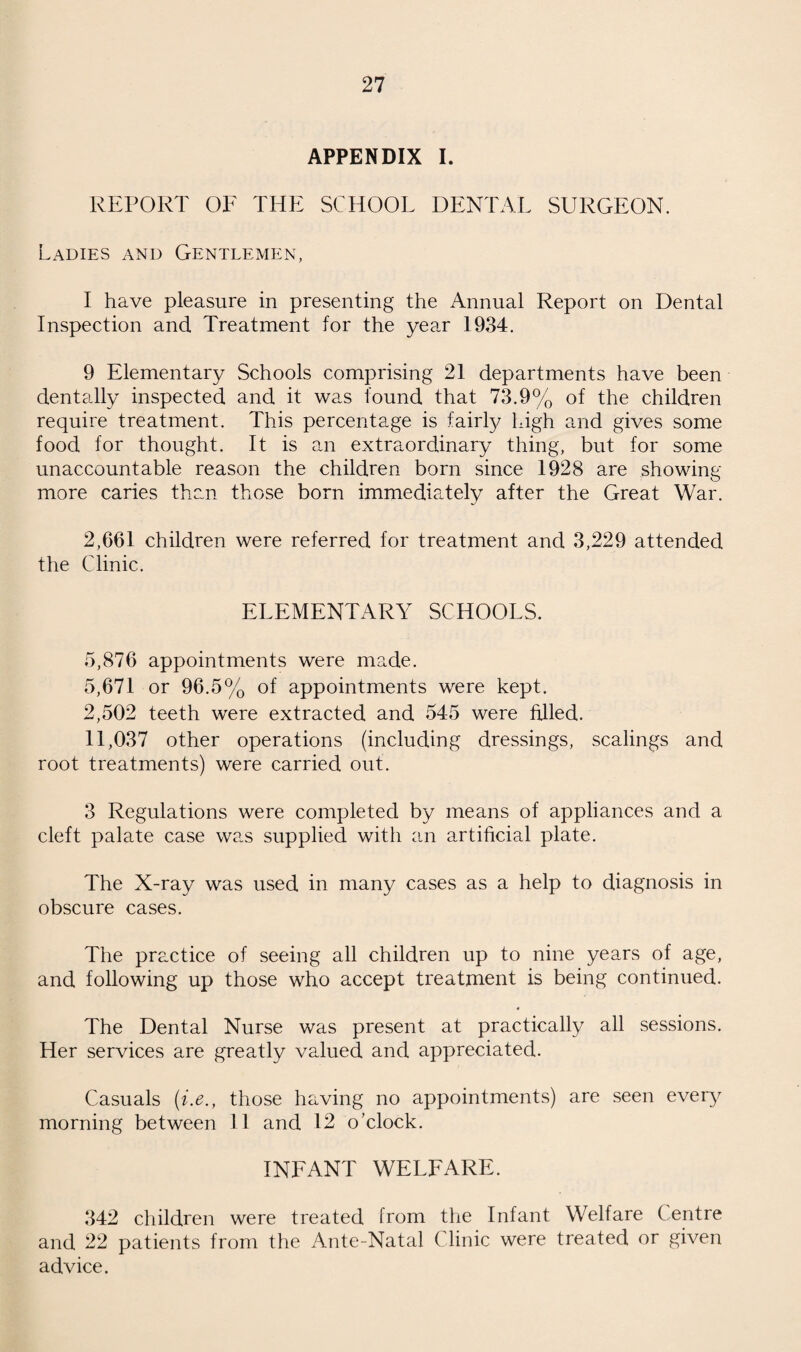 27
APPENDIX I.
REPORT OF THE SCHOOL DENTAL SURGEON.
Ladies and Gentlemen,
I have pleasure in presenting the Annual Report on Dental
Inspection and Treatment for the year 1934.
9 Elementary Schools comprising 21 departments have been
dentally inspected and it was found that 73.9% of the children
require treatment. This percentage is fairly high and gives some
food for thought. It is an extraordinary thing, but for some
unaccountable reason the children born since 1928 are showing
more caries than those born immediately after the Great War.
2,661 children were referred for treatment and 3,229 attended
the Clinic.
ELEMENTARY SCHOOLS.
5,876 appointments were made.
5,671 or 96.5% of appointments were kept.
2,502 teeth were extracted and 545 were filled.
11,037 other operations (including dressings, scalings and
root treatments) were carried out.
3 Regulations were completed by means of appliances and a
cleft palate case was supplied with an artificial plate.
The X-ray was used in many cases as a help to diagnosis in
obscure cases.
The practice of seeing all children up to nine years of age,
and following up those who accept treatment is being continued.
The Dental Nurse was present at practically all sessions.
Her services are greatly valued and appreciated.
Casuals (i.e., those having no appointments) are seen every
morning between 11 and 12 o'clock.
INFANT WELFARE.
342 children were treated from the Infant Welfare Centre
and 22 patients from the Ante-Natal Clinic were treated or given
advice.